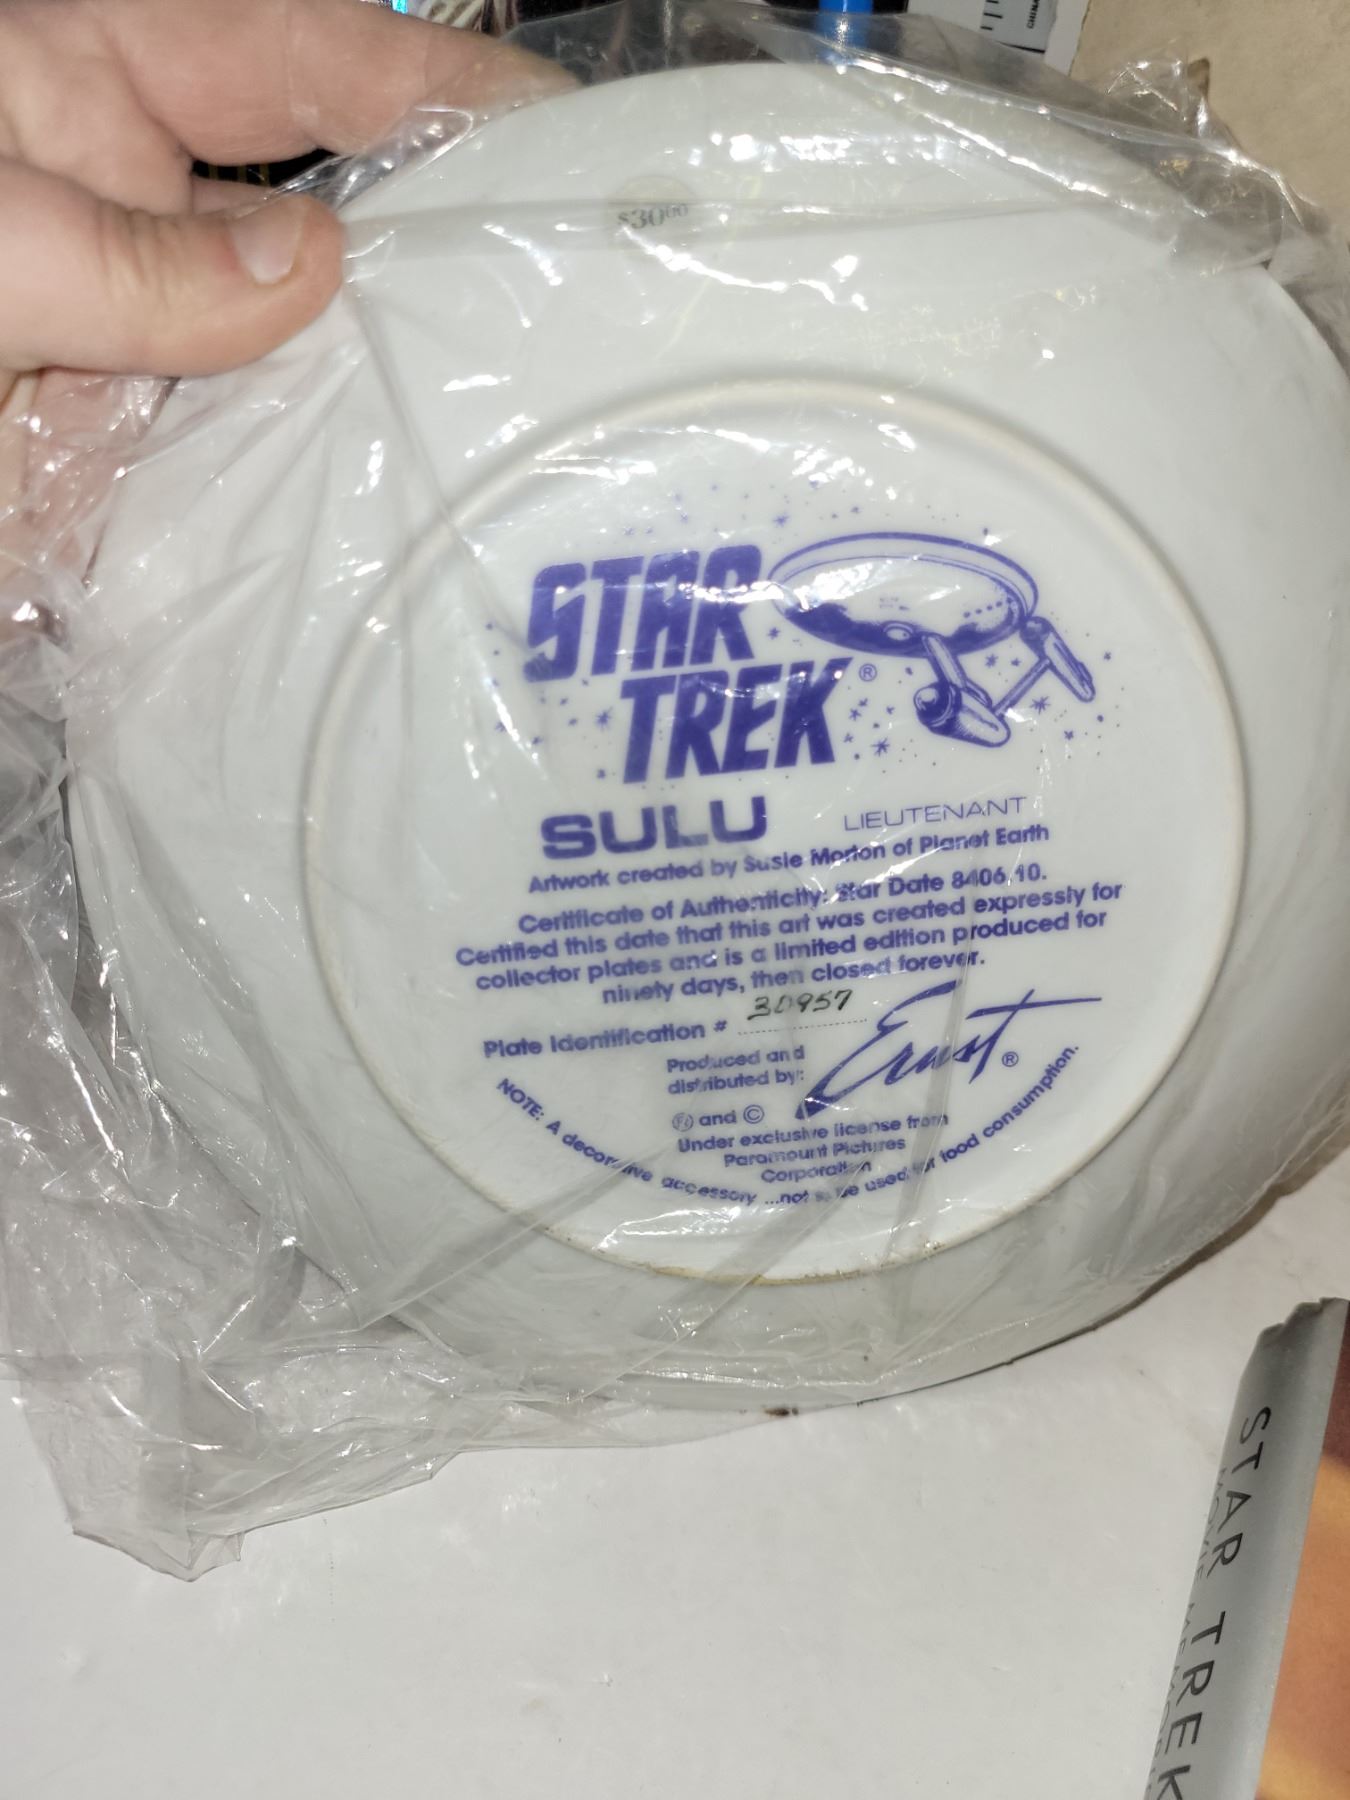 CHINA
$30.00
STAR
TREK®
SULU LIEUTENANT
Artwork created by Susie Morton of Planet Earth
Certificate of Authenticity: Star Date 8406.10.
Certified this date that this art was created expressly for
collector plates and is a limited edition produced for
ninety days, then closed forever.
Plate Identification # 30957
Produced and
distributed by:
Ernst®
and ©
Under exclusive license from
Paramount Pictures
Corporation
NOTE: A decorative accessory ...not to be used for food consumption.
STAR TREK